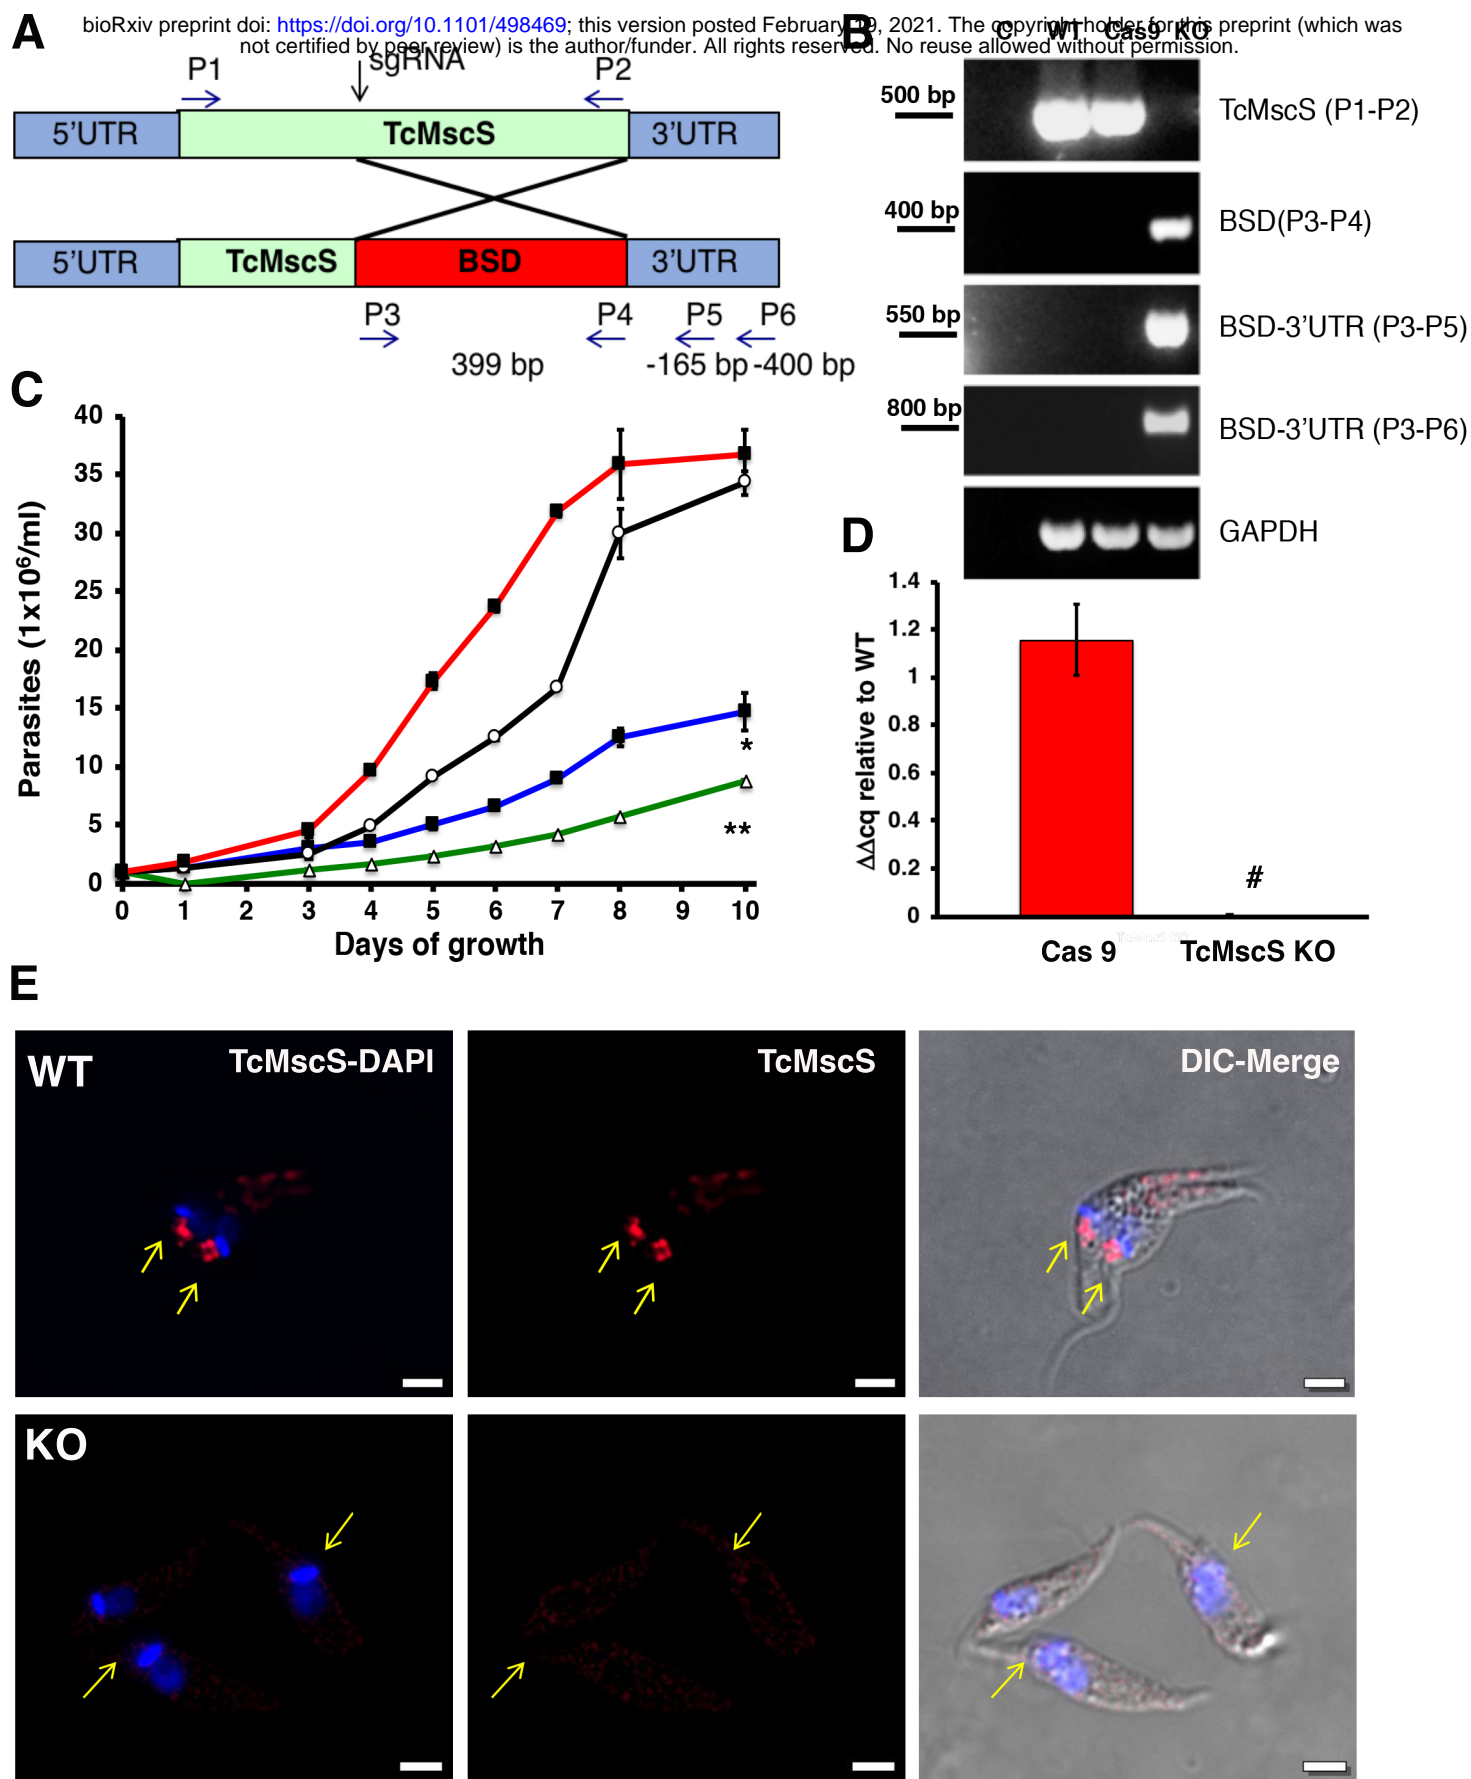 bioRxiv preprint doi: https://doi.org/10.1101/498469; this version posted February 19, 2021. The copyright holder for this preprint (which was
not certified by peer review) is the author/funder. All rights reserved. No reuse allowed without permission.
A
P1
sgRNA
P2
5'UTR
TcMscS
3'UTR
5'UTR
TcMscS
BSD
3'UTR
P3
P4
P5
P6
399 bp
-165 bp
-400 bp
B
C WT Cas9 KO
500 bp
TcMscS (P1-P2)
400 bp
BSD(P3-P4)
550 bp
BSD-3'UTR (P3-P5)
800 bp
BSD-3'UTR (P3-P6)
GAPDH
C
Parasites (1x10⁶/ml)
40
35
30
25
20
15
10
5
0
*
**
0 1 2 3 4 5 6 7 8 9 10
Days of growth
D
ΔΔcq relative to WT
1.4
1.2
1
0.8
0.6
0.4
0.2
0
#
Cas 9
TcMscS KO
E
WT
TcMscS-DAPI
TcMscS
DIC-Merge
KO